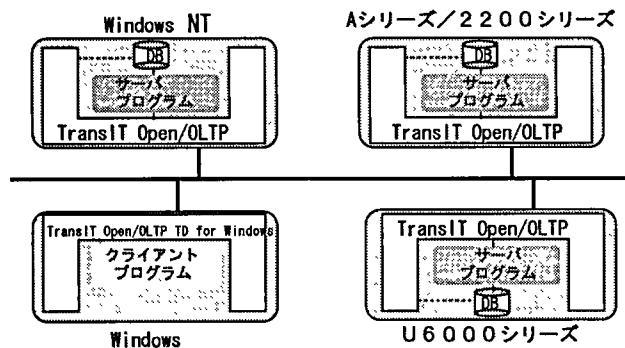 Windows NT
Aシリーズ／２２００シリーズ
DB
サーバ
プログラム
TransIT Open/OLTP
DB
サーバ
プログラム
TransIT Open/OLTP
TransIT Open/OLTP TD for Windows
クライアント
プログラム
Windows
TransIT Open/OLTP
サーバ
プログラム
DB
U６０００シリーズ